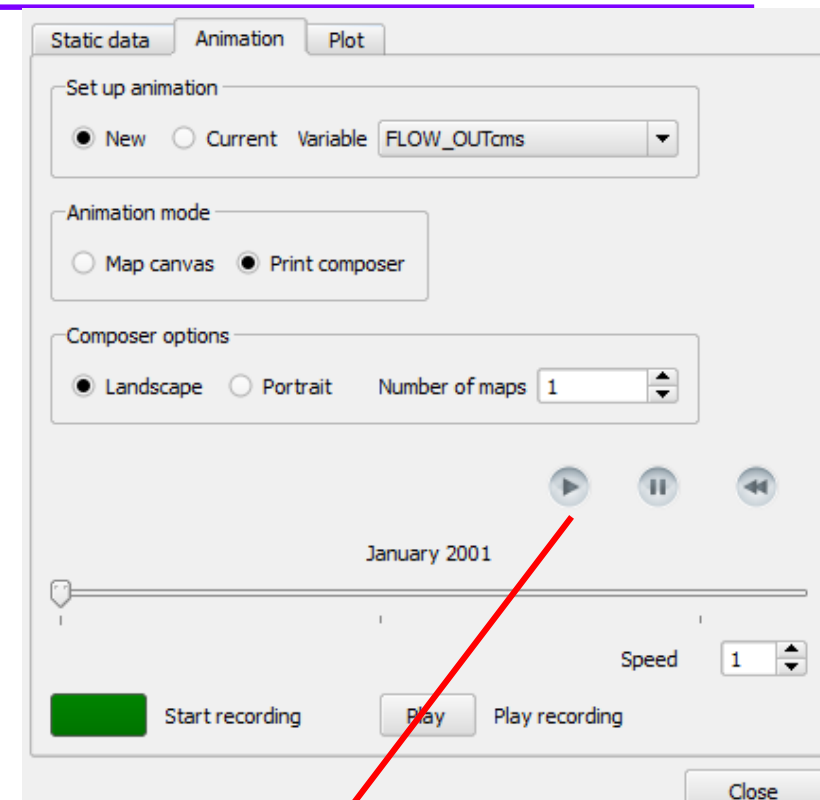 Static data Animation Plot
Set up animation
New Current Variable FLOW_OUTcms
Animation mode
Map canvas Print composer
Composer options
Landscape Portrait Number of maps 1
January 2001
Speed 1
Start recording Play Play recording
Close